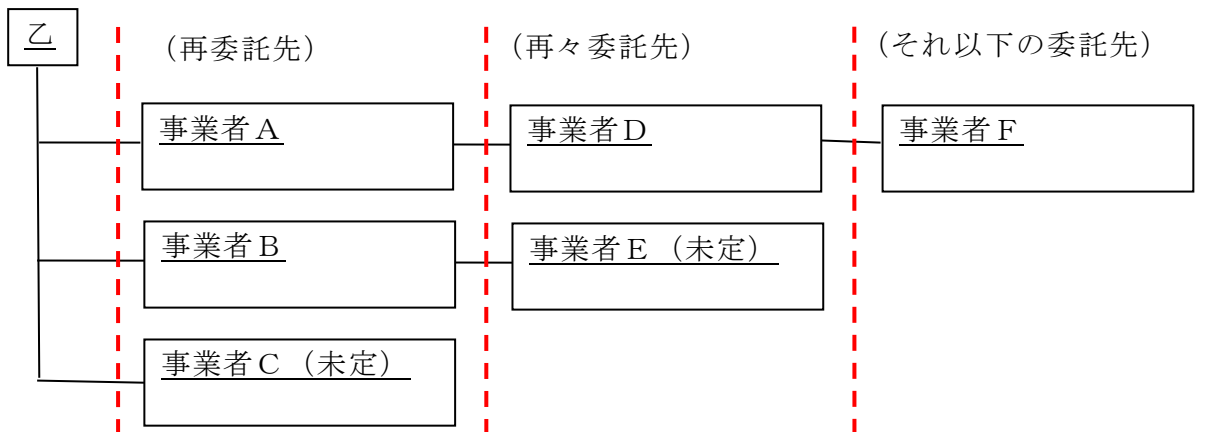 乙
(再委託先)
(再々委託先)
(それ以下の委託先)
事業者A
事業者D
事業者F
事業者B
事業者E（未定）
事業者C（未定）